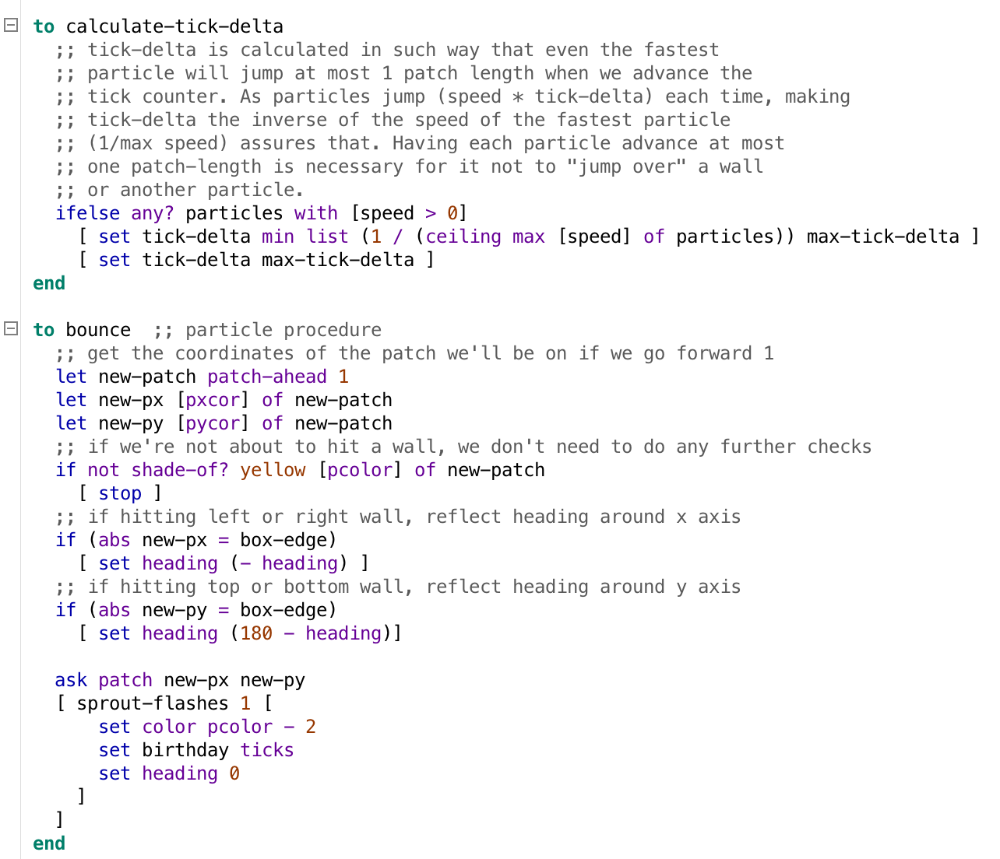 to calculate-tick-delta
;; tick-delta is calculated in such way that even the fastest
;; particle will jump at most 1 patch length when we advance the
;; tick counter. As particles jump (speed * tick-delta) each time, making
;; tick-delta the inverse of the speed of the fastest particle
;; (1/max speed) assures that. Having each particle advance at most
;; one patch-length is necessary for it not to "jump over" a wall
;; or another particle.
ifelse any? particles with [speed > 0]
[ set tick-delta min list (1 / (ceiling max [speed] of particles)) max-tick-delta ]
[ set tick-delta max-tick-delta ]
end
to bounce  ;; particle procedure
;; get the coordinates of the patch we'll be on if we go forward 1
let new-patch patch-ahead 1
let new-px [pxcor] of new-patch
let new-py [pycor] of new-patch
;; if we're not about to hit a wall, we don't need to do any further checks
if not shade-of? yellow [pcolor] of new-patch
[ stop ]
;; if hitting left or right wall, reflect heading around x axis
if (abs new-px = box-edge)
[ set heading (- heading) ]
;; if hitting top or bottom wall, reflect heading around y axis
if (abs new-py = box-edge)
[ set heading (180 - heading)]
ask patch new-px new-py
[ sprout-flashes 1 [
set color pcolor - 2
set birthday ticks
set heading 0
]
]
end